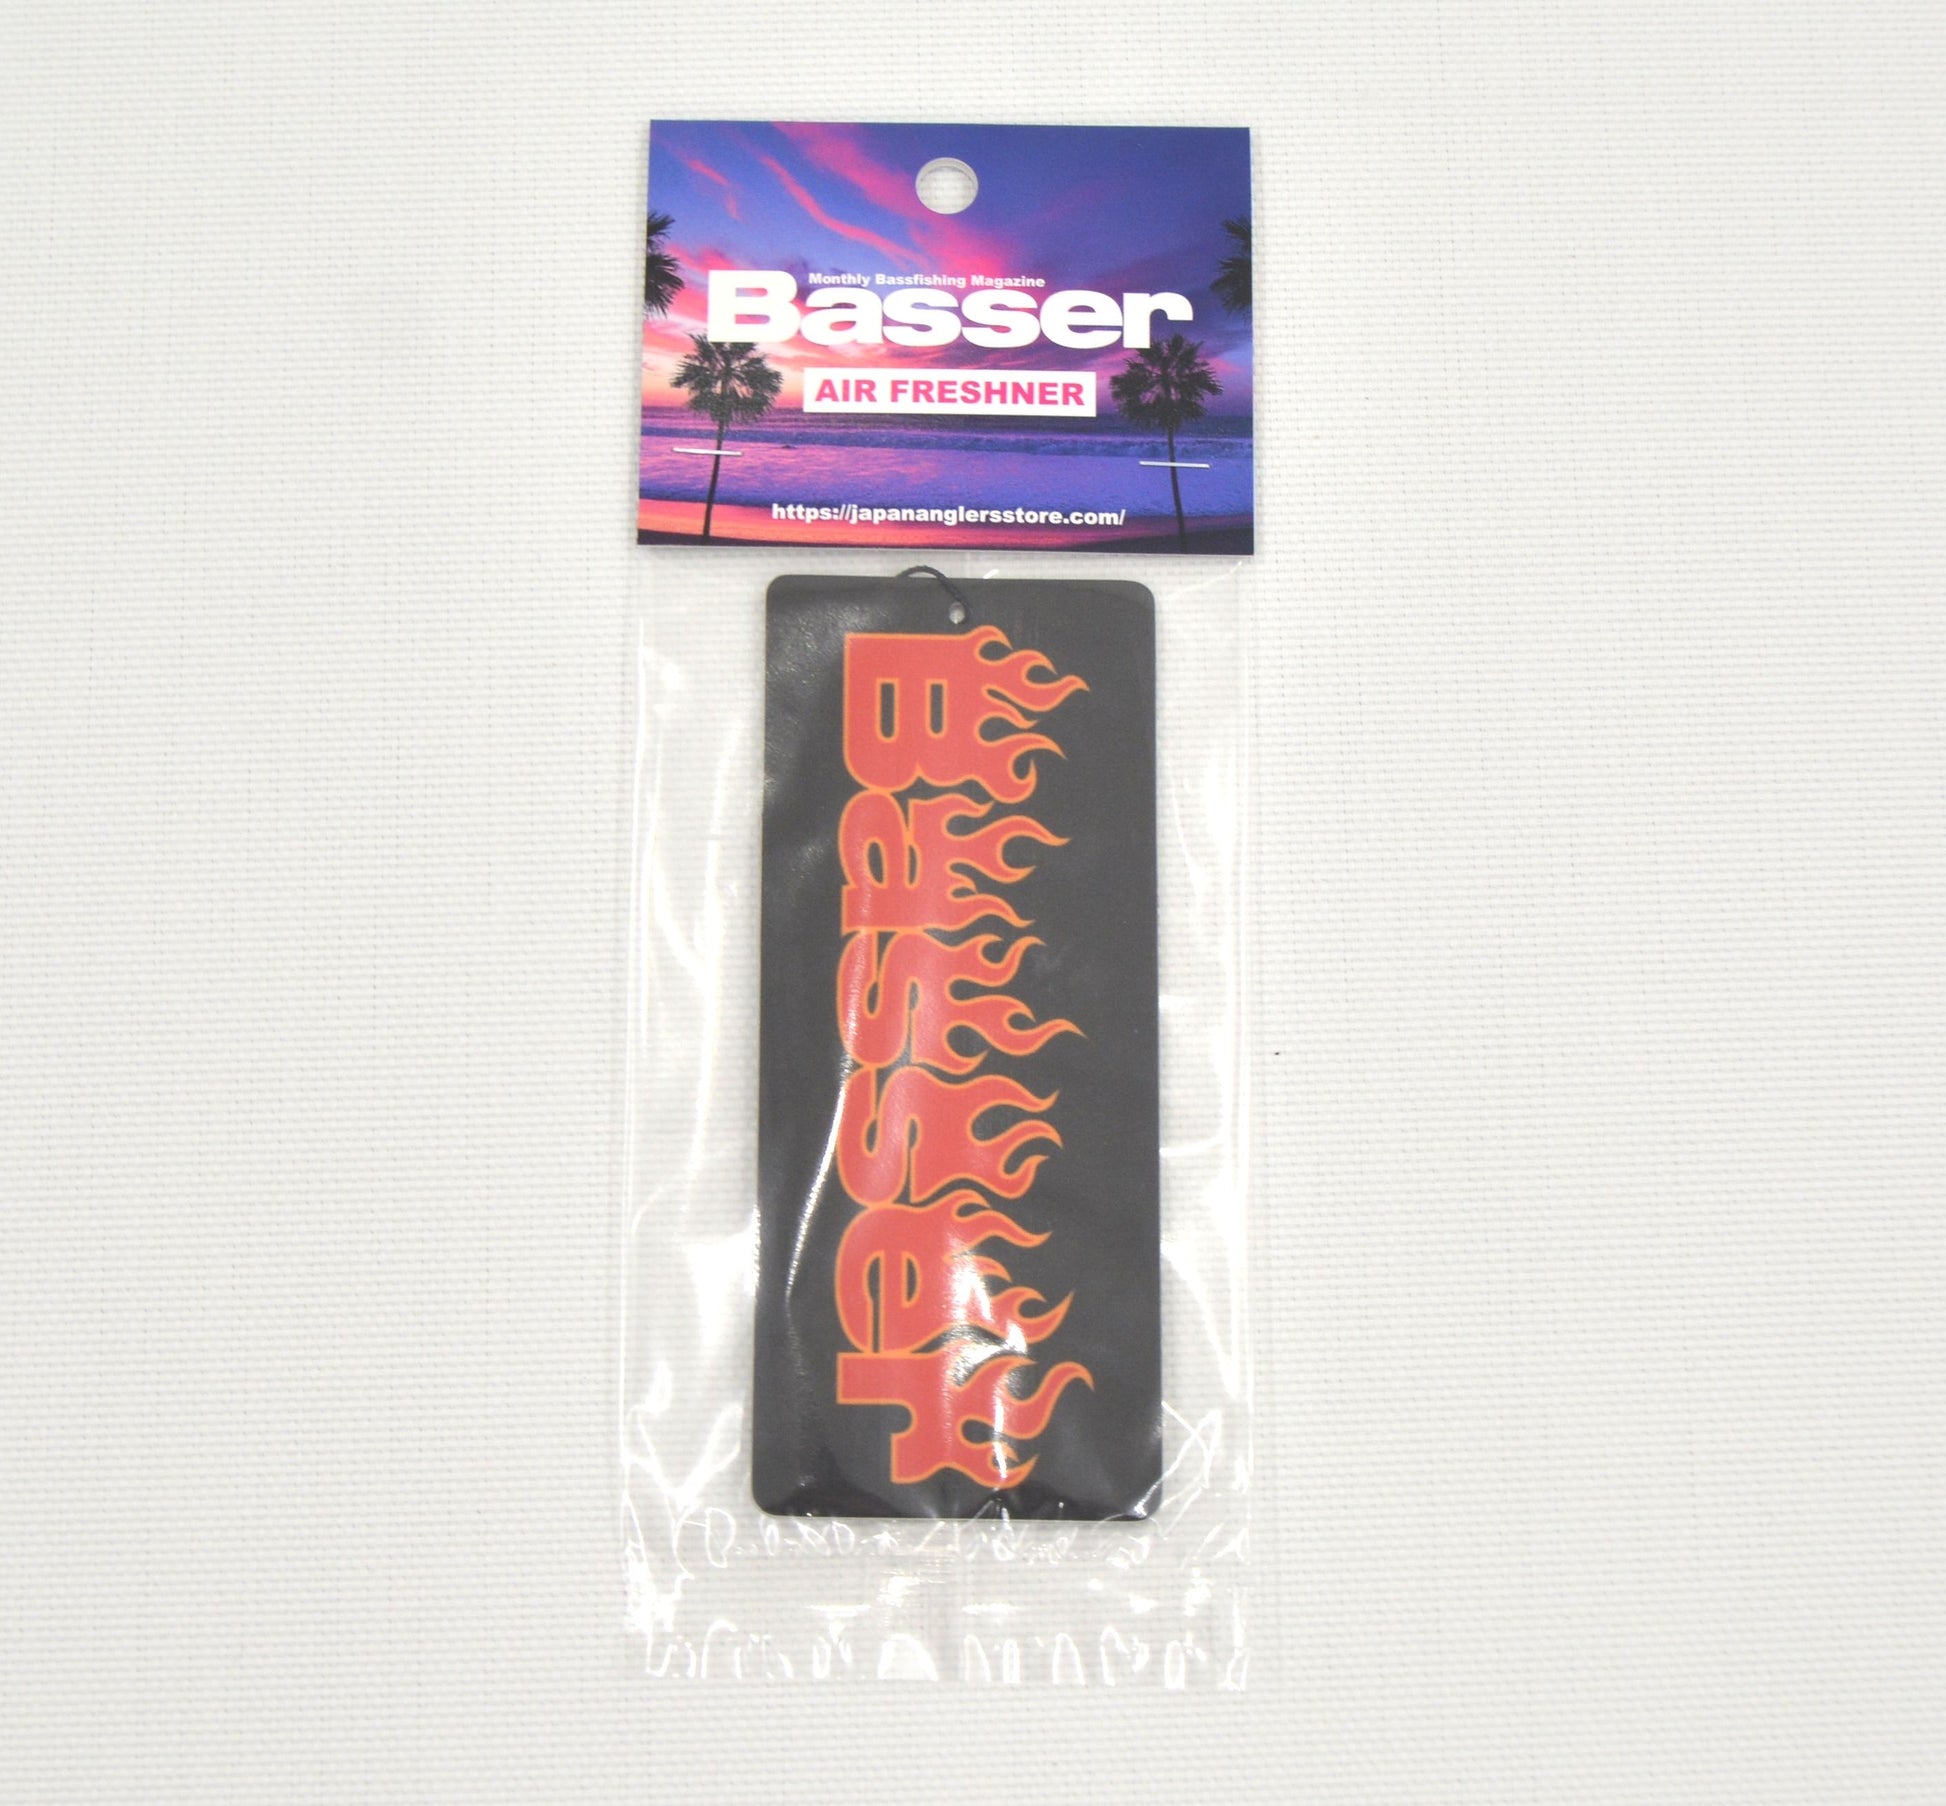 Monthly Bassfishing Magazine
Basser
AIR FRESHNER
https://japananglersstore.com/
Basser